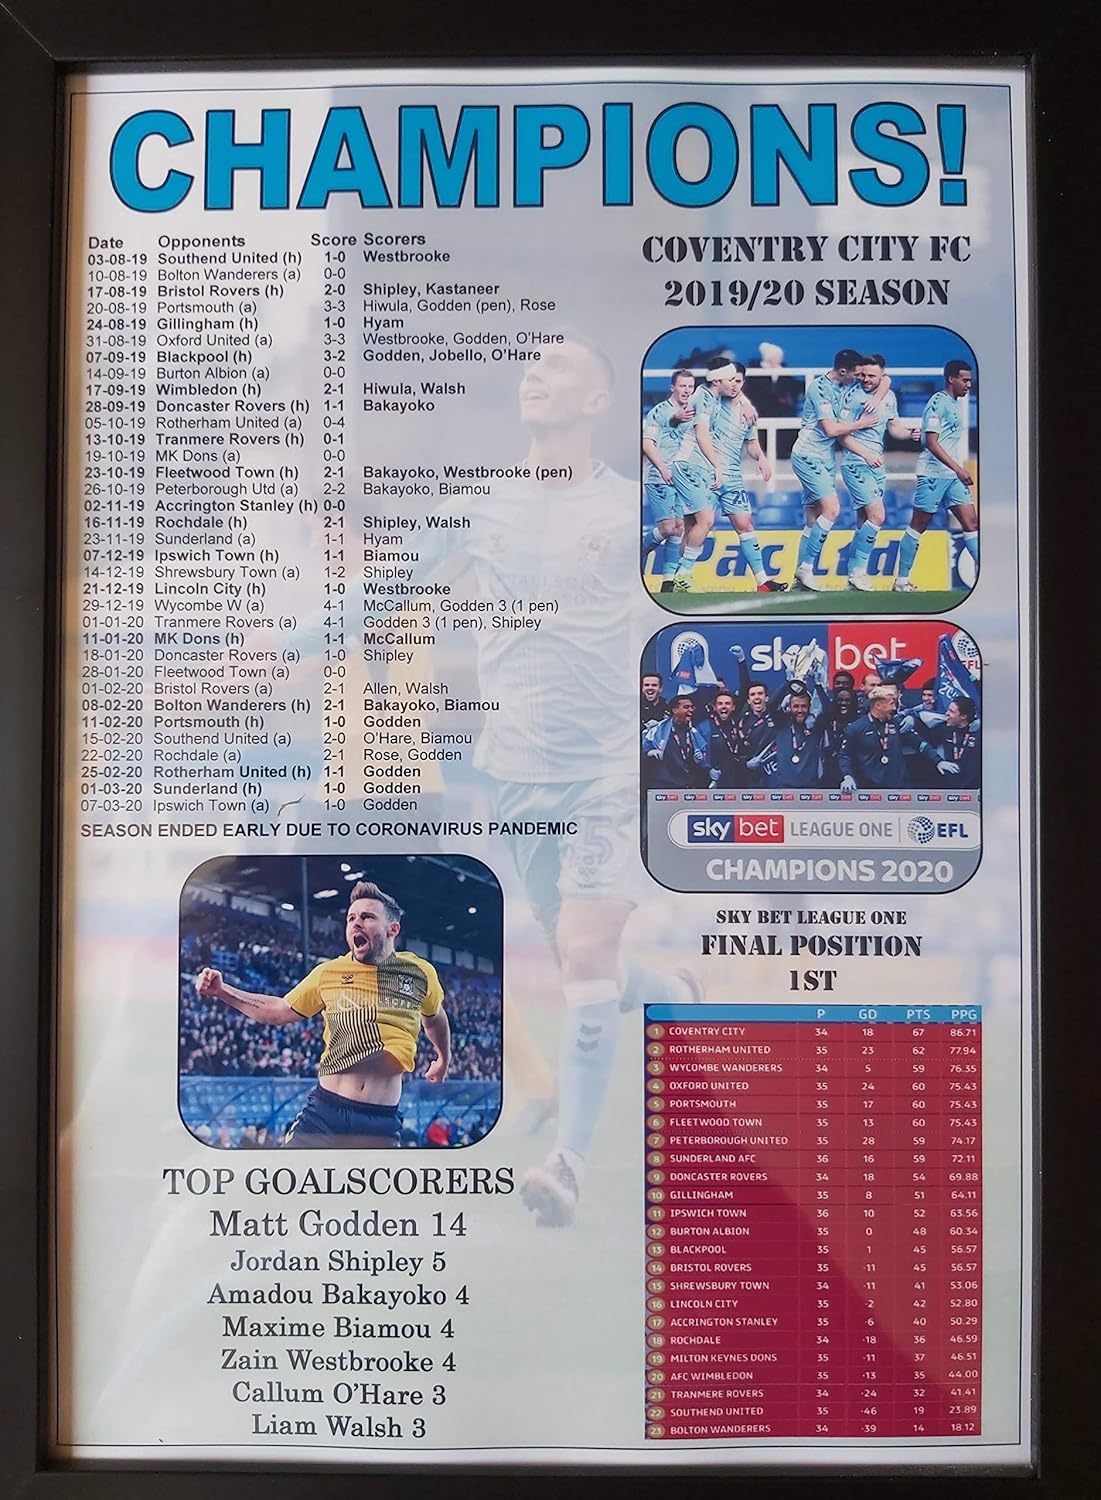 CHAMPIONS!
Date Opponents Score Scorers
03-08-19 Southend United (h) 1-0 Westbrooke
10-08-19 Bolton Wanderers (a) 0-0
17-08-19 Bristol Rovers (h) 2-0 Shipley, Kastaneer
20-08-19 Portsmouth (a) 3-3 Hiwula, Godden (pen), Rose
24-08-19 Gillingham (h) 1-0 Hyam
31-08-19 Oxford United (a) 3-3 Westbrooke, Godden, O'Hare
07-09-19 Blackpool (h) 3-2 Godden, Jobello, O'Hare
14-09-19 Burton Albion (a) 0-0
17-09-19 Wimbledon (h) 2-1 Hiwula, Walsh
28-09-19 Doncaster Rovers (h) 1-1 Bakayoko
05-10-19 Rotherham United (a) 0-4
13-10-19 Tranmere Rovers (h) 0-1
19-10-19 MK Dons (a) 0-0
23-10-19 Fleetwood Town (h) 2-1 Bakayoko, Westbrooke (pen)
26-10-19 Peterborough Utd (a) 2-2 Bakayoko, Biamou
02-11-19 Accrington Stanley (h) 0-0
16-11-19 Rochdale (h) 2-1 Shipley, Walsh
23-11-19 Sunderland (a) 1-1 Hyam
07-12-19 Ipswich Town (h) 1-1 Biamou
14-12-19 Shrewsbury Town (a) 1-2 Shipley
21-12-19 Lincoln City (h) 1-0 Westbrooke
29-12-19 Wycombe W (a) 4-1 McCallum, Godden 3 (1 pen)
01-01-20 Tranmere Rovers (a) 4-1 Godden 3 (1 pen), Shipley
11-01-20 MK Dons (h) 1-1 McCallum
18-01-20 Doncaster Rovers (a) 1-0 Shipley
28-01-20 Fleetwood Town (a) 0-0
01-02-20 Bristol Rovers (a) 2-1 Allen, Walsh
08-02-20 Bolton Wanderers (h) 2-1 Bakayoko, Biamou
11-02-20 Portsmouth (h) 1-0 Godden
15-02-20 Southend United (a) 2-0 O'Hare, Biamou
22-02-20 Rochdale (a) 2-1 Rose, Godden
25-02-20 Rotherham United (h) 1-1 Godden
01-03-20 Sunderland (h) 1-0 Godden
07-03-20 Ipswich Town (a) 1-0 Godden
SEASON ENDED EARLY DUE TO CORONAVIRUS PANDEMIC
TOP GOALSCORERS
Matt Godden 14
Jordan Shipley 5
Amadou Bakayoko 4
Maxime Biamou 4
Zain Westbrooke 4
Callum O'Hare 3
Liam Walsh 3
COVENTRY CITY FC
2019/20 SEASON
20
Pac Ltd
sky bet
EFL
sky bet LEAGUE ONE EFL
CHAMPIONS 2020
SKY BET LEAGUE ONE
FINAL POSITION
1ST
P GD PTS PPG
1 COVENTRY CITY 34 18 67 86.71
2 ROTHERHAM UNITED 35 23 62 77.94
3 WYCOMBE WANDERERS 34 5 59 76.35
4 OXFORD UNITED 35 24 60 75.43
5 PORTSMOUTH 35 17 60 75.43
6 FLEETWOOD TOWN 35 13 60 75.43
7 PETERBOROUGH UNITED 35 28 59 74.17
8 SUNDERLAND AFC 36 16 59 72.11
9 DONCASTER ROVERS 34 18 54 69.88
10 GILLINGHAM 35 8 51 64.11
11 IPSWICH TOWN 36 10 52 63.56
12 BURTON ALBION 35 0 48 60.34
13 BLACKPOOL 35 1 45 56.57
14 BRISTOL ROVERS 35 -11 45 56.57
15 SHREWSBURY TOWN 34 -11 41 53.06
16 LINCOLN CITY 35 -2 42 52.80
17 ACCRINGTON STANLEY 35 -6 40 50.29
18 ROCHDALE 34 -18 36 46.59
19 MILTON KEYNES DONS 35 -11 37 46.51
20 AFC WIMBLEDON 35 -13 35 44.00
21 TRANMERE ROVERS 34 -24 32 41.41
22 SOUTHEND UNITED 35 -46 19 23.89
23 BOLTON WANDERERS 34 -39 14 18.12